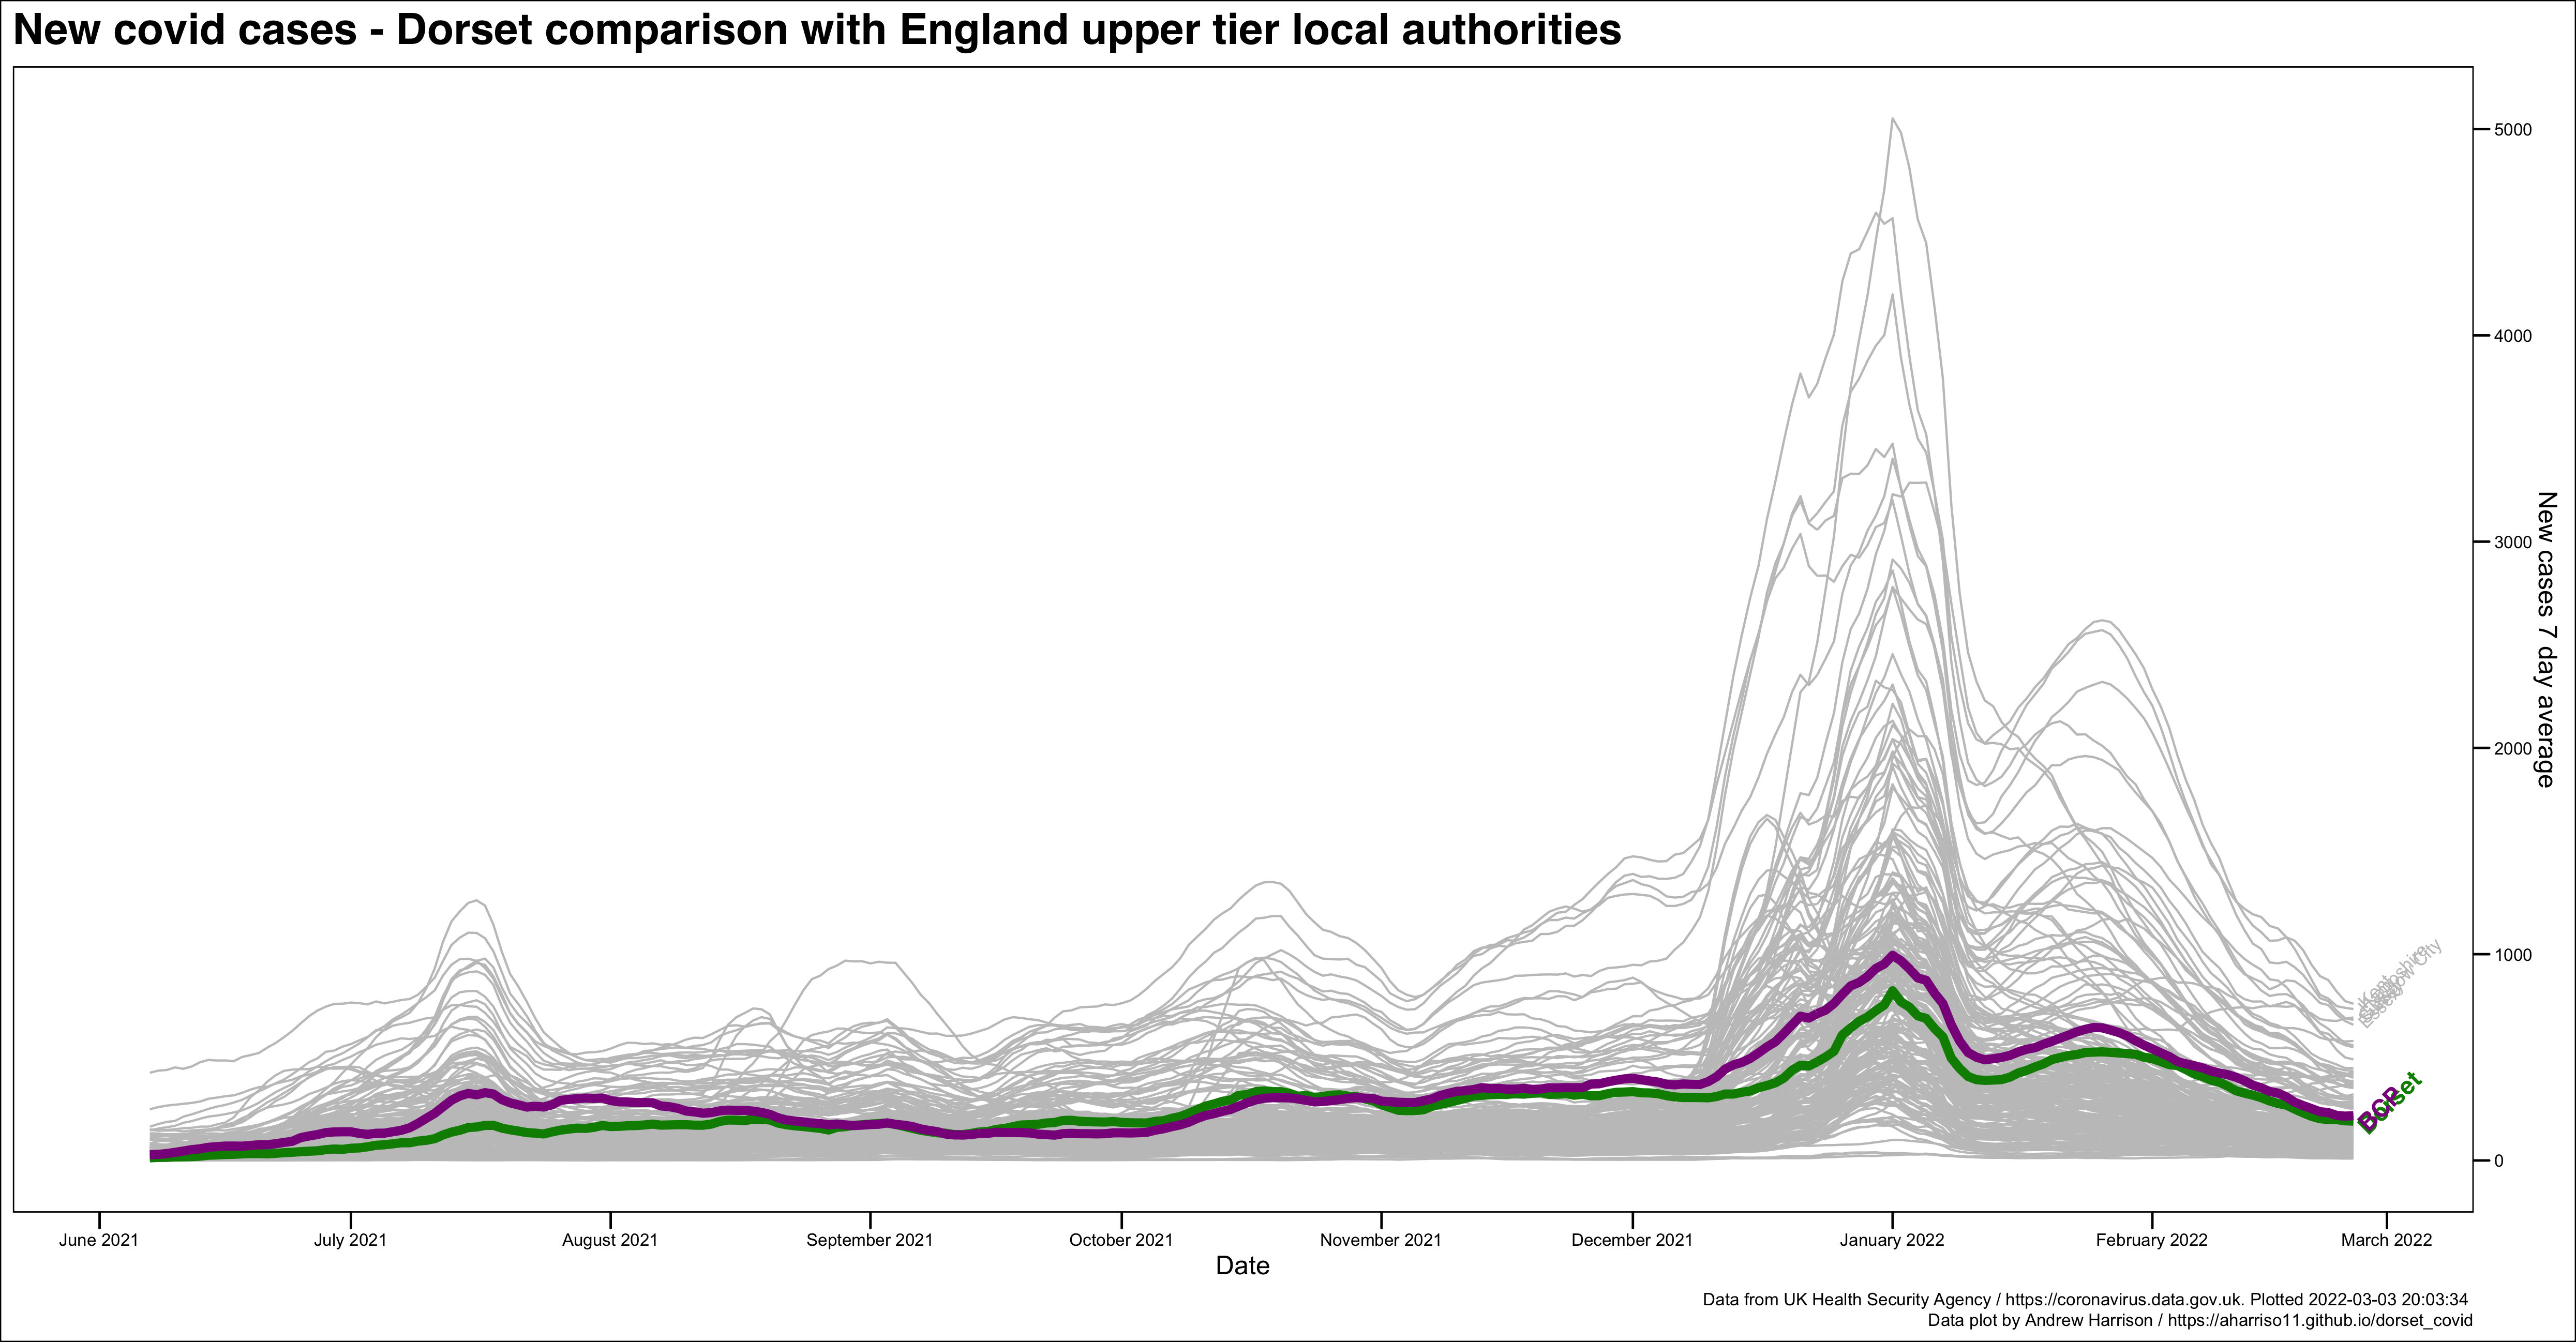 New covid cases - Dorset comparison with England upper tier local authorities
5000
4000
3000
2000
1000
0
New cases 7 day average
BCP
Dorset
June 2021
July 2021
August 2021
September 2021
October 2021
November 2021
December 2021
January 2022
February 2022
March 2022
Date
Data from UK Health Security Agency / https://coronavirus.data.gov.uk. Plotted 2022-03-03 20:03:34
Data plot by Andrew Harrison / https://aharriso11.github.io/dorset_covid